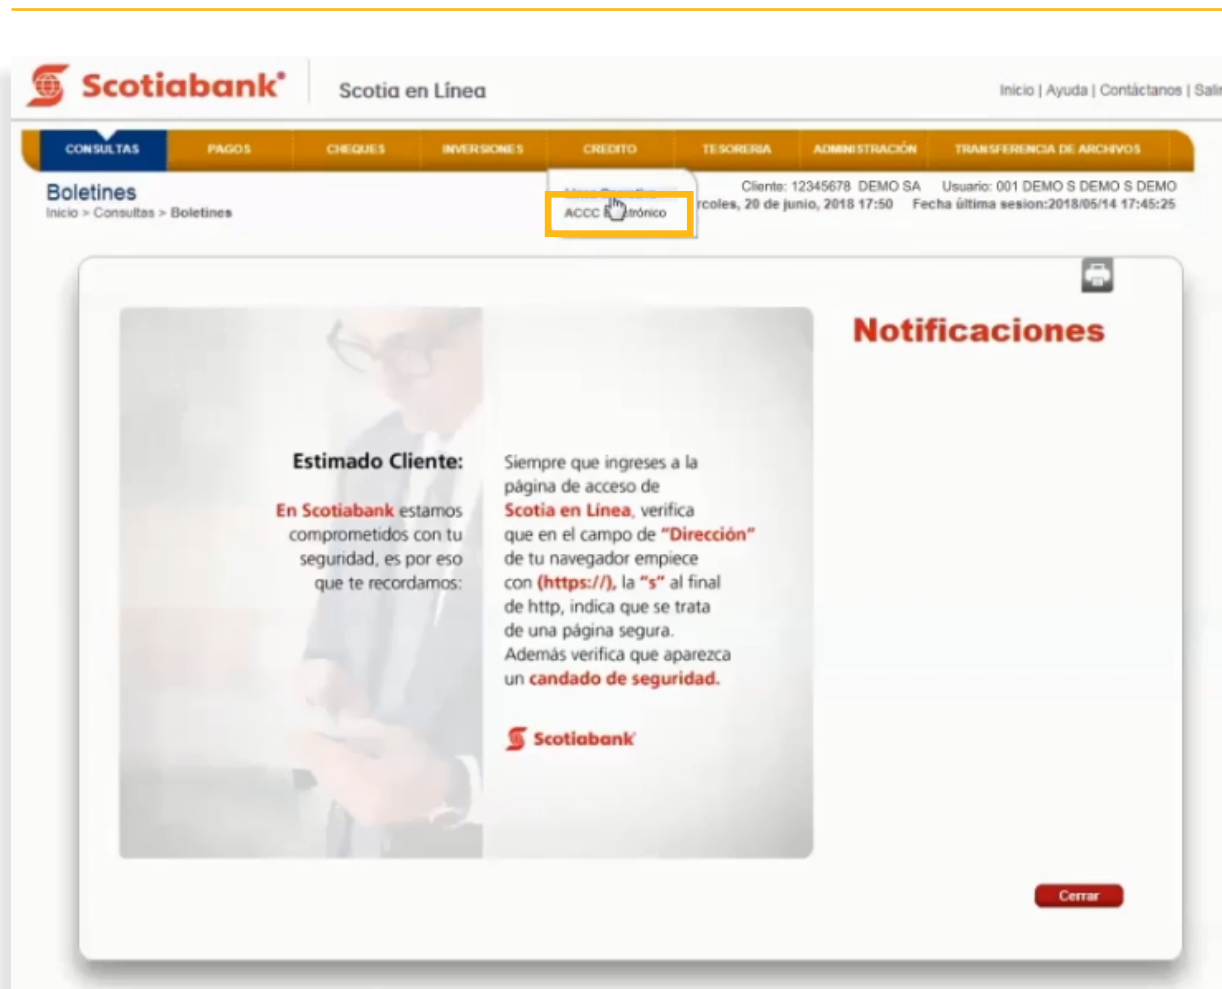 Scotiabank
Scotia en Línea
Inicio | Ayuda | Contáctanos | Salir
CONSULTAS PAGOS CHEQUES INVERSIONES CREDITO TESORERIA ADMINISTRACIÓN TRANSFERENCIA DE ARCHIVOS
Boletines
Inicio > Consultas > Boletines
ACCC
Cliente: 12345678 DEMO SA Usuario: 001 DEMO S DEMO S DEMO
20 de junio, 2018 17:50 Fecha última sesion:2018/05/14 17:45:25
Notificaciones
Estimado Cliente:
En Scotiabank estamos
comprometidos con tu
seguridad, es por eso
que te recordamos:
Siempre que ingreses a la
página de acceso de
Scotia en Línea, verifica
que en el campo de "Dirección"
de tu navegador empiece
con (https://), la "s" al final
de http, indica que se trata
de una página segura.
Además verifica que aparezca
un candado de seguridad.
Scotiabank
Cerrar